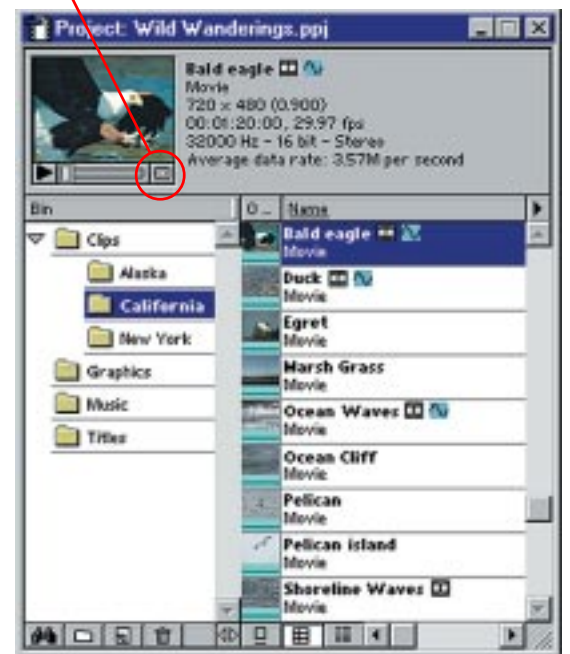 Project: Wild Wanderings.ppj
Bald eagle
Movie
720 × 480 (0.900)
00:01:20:00, 29.97 fps
32000 Hz - 16 bit - Stereo
Average data rate: 3.57M per second
Bin
O... Name
Clips
Alaska
California
New York
Graphics
Music
Titles
Bald eagle
Movie
Duck
Movie
Egret
Movie
Marsh Grass
Movie
Ocean Waves
Movie
Ocean Cliff
Movie
Pelican
Movie
Pelican island
Movie
Shoreline Waves
Movie